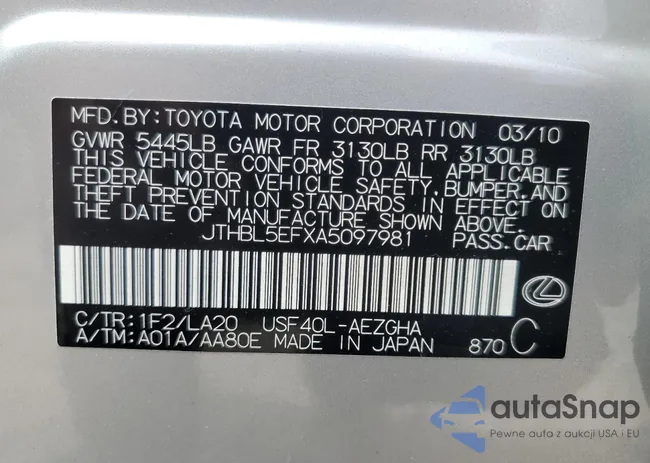 MFD. BY: TOYOTA MOTOR CORPORATION 03/10
GVWR 5445LB GAWR FR 3130LB RR 3130LB
THIS VEHICLE CONFORMS TO ALL APPLICABLE
FEDERAL MOTOR VEHICLE SAFETY, BUMPER, AND
THEFT PREVENTION STANDARDS IN EFFECT ON
THE DATE OF MANUFACTURE SHOWN ABOVE.
JTHBL5EFXA5097981 PASS.CAR
C/TR: 1F2/LA20 USF40L-AEZGHA
A/TM: A01A/AA80E MADE IN JAPAN 870 C
autoSnap
Pewne auta z aukcji USA i EU